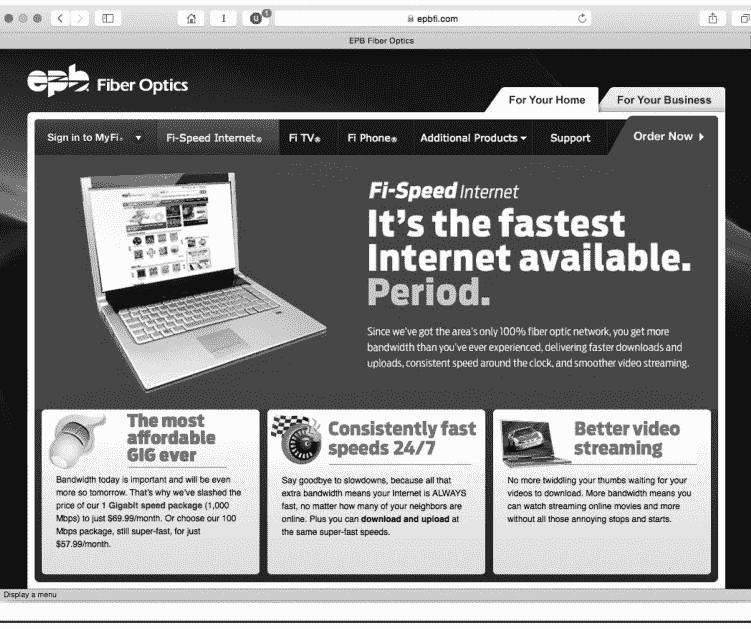 epbfi.com
EPB Fiber Optics
epb Fiber Optics
For Your Home
For Your Business
Sign in to MyFi®
Fi-Speed Internet®
Fi TV®
Fi Phone®
Additional Products
Support
Order Now
Fi-Speed Internet
It's the fastest
Internet available.
Period.
Since we've got the area's only 100% fiber optic network, you get more
bandwidth than you've ever experienced, delivering faster downloads and
uploads, consistent speed around the clock, and smoother video streaming.
The most
affordable
GIG ever
Bandwidth today is important and will be even
more so tomorrow. That's why we've slashed the
price of our 1 Gigabit speed package (1,000
Mbps) to just $69.99/month. Or choose our 100
Mbps package, still super-fast, for just
$57.99/month.
Consistently fast
speeds 24/7
Say goodbye to slowdowns, because all that
extra bandwidth means your Internet is ALWAYS
fast, no matter how many of your neighbors are
online. Plus you can download and upload at
the same super-fast speeds.
Better video
streaming
No more twiddling your thumbs waiting for your
videos to download. More bandwidth means you
can watch streaming online movies and more
without all those annoying stops and starts.
Display a menu